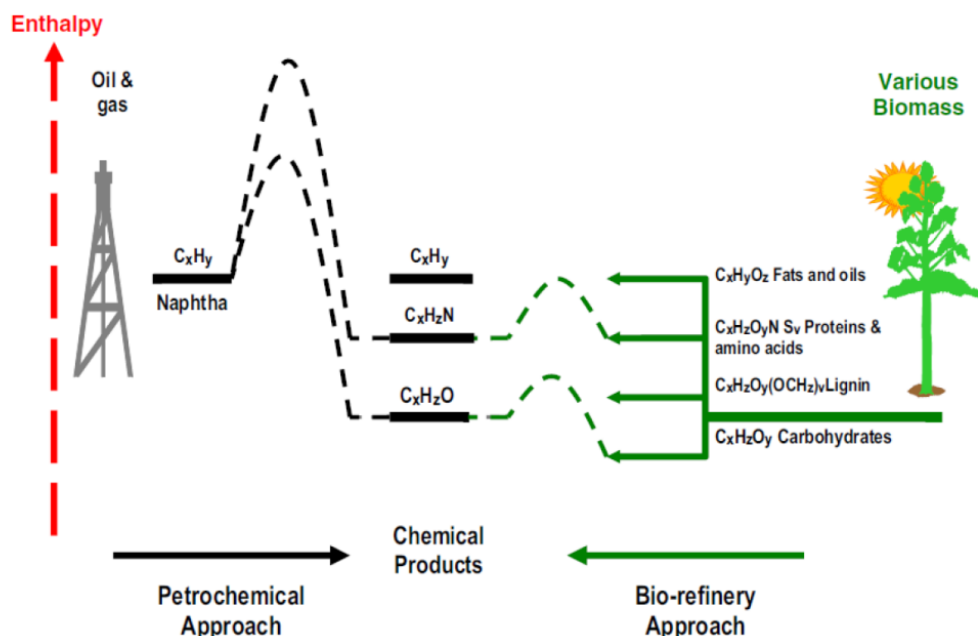 Enthalpy
Oil &
gas
Various
Biomass
CxHy
Naphtha
CxHy
CxHzN
CxHzO
CxHyOz Fats and oils
CxHzOyN Sv Proteins &
amino acids
CxHzOy(OCHz)vLignin
CxHzOy Carbohydrates
Chemical
Products
Petrochemical
Approach
Bio-refinery
Approach